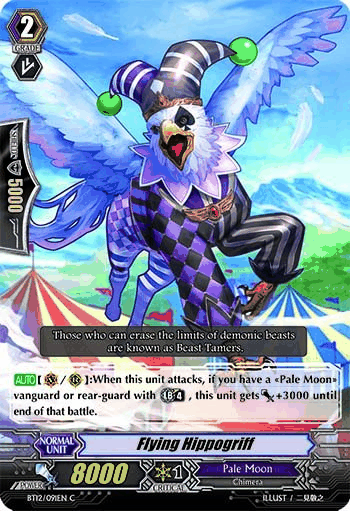 2
GRADE
SHIELD
5000
Those who can erase the limits of demonic beasts
are known as Beast Tamers.
AUTO [ / ]:When this unit attacks, if you have a «Pale Moon»
vanguard or rear-guard with (B 4 , this unit gets +3000 until
end of that battle.
NORMAL
UNIT
Flying Hippogriff
POWER 8000
1
CRITICAL
Pale Moon
Chimera
BT12/091EN C
ILLUST / 二見敬之